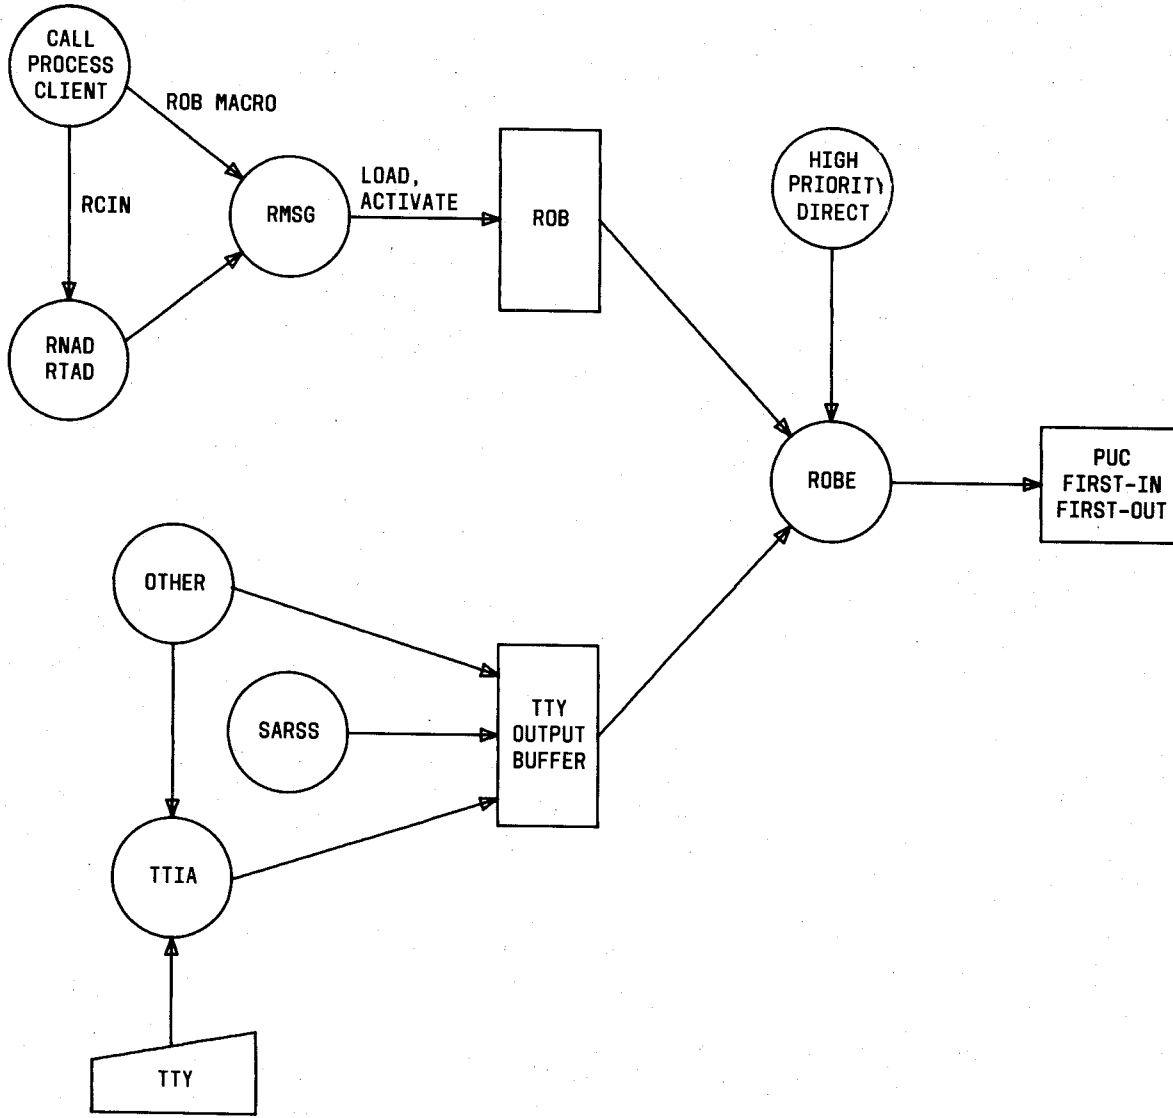 CALL
PROCESS
CLIENT
ROB MACRO
RCIN
RMSG
LOAD,
ACTIVATE
ROB
HIGH
PRIORITY
DIRECT
RNAD
RTAD
ROBE
PUC
FIRST-IN
FIRST-OUT
OTHER
SARSS
TTY
OUTPUT
BUFFER
TTIA
TTY